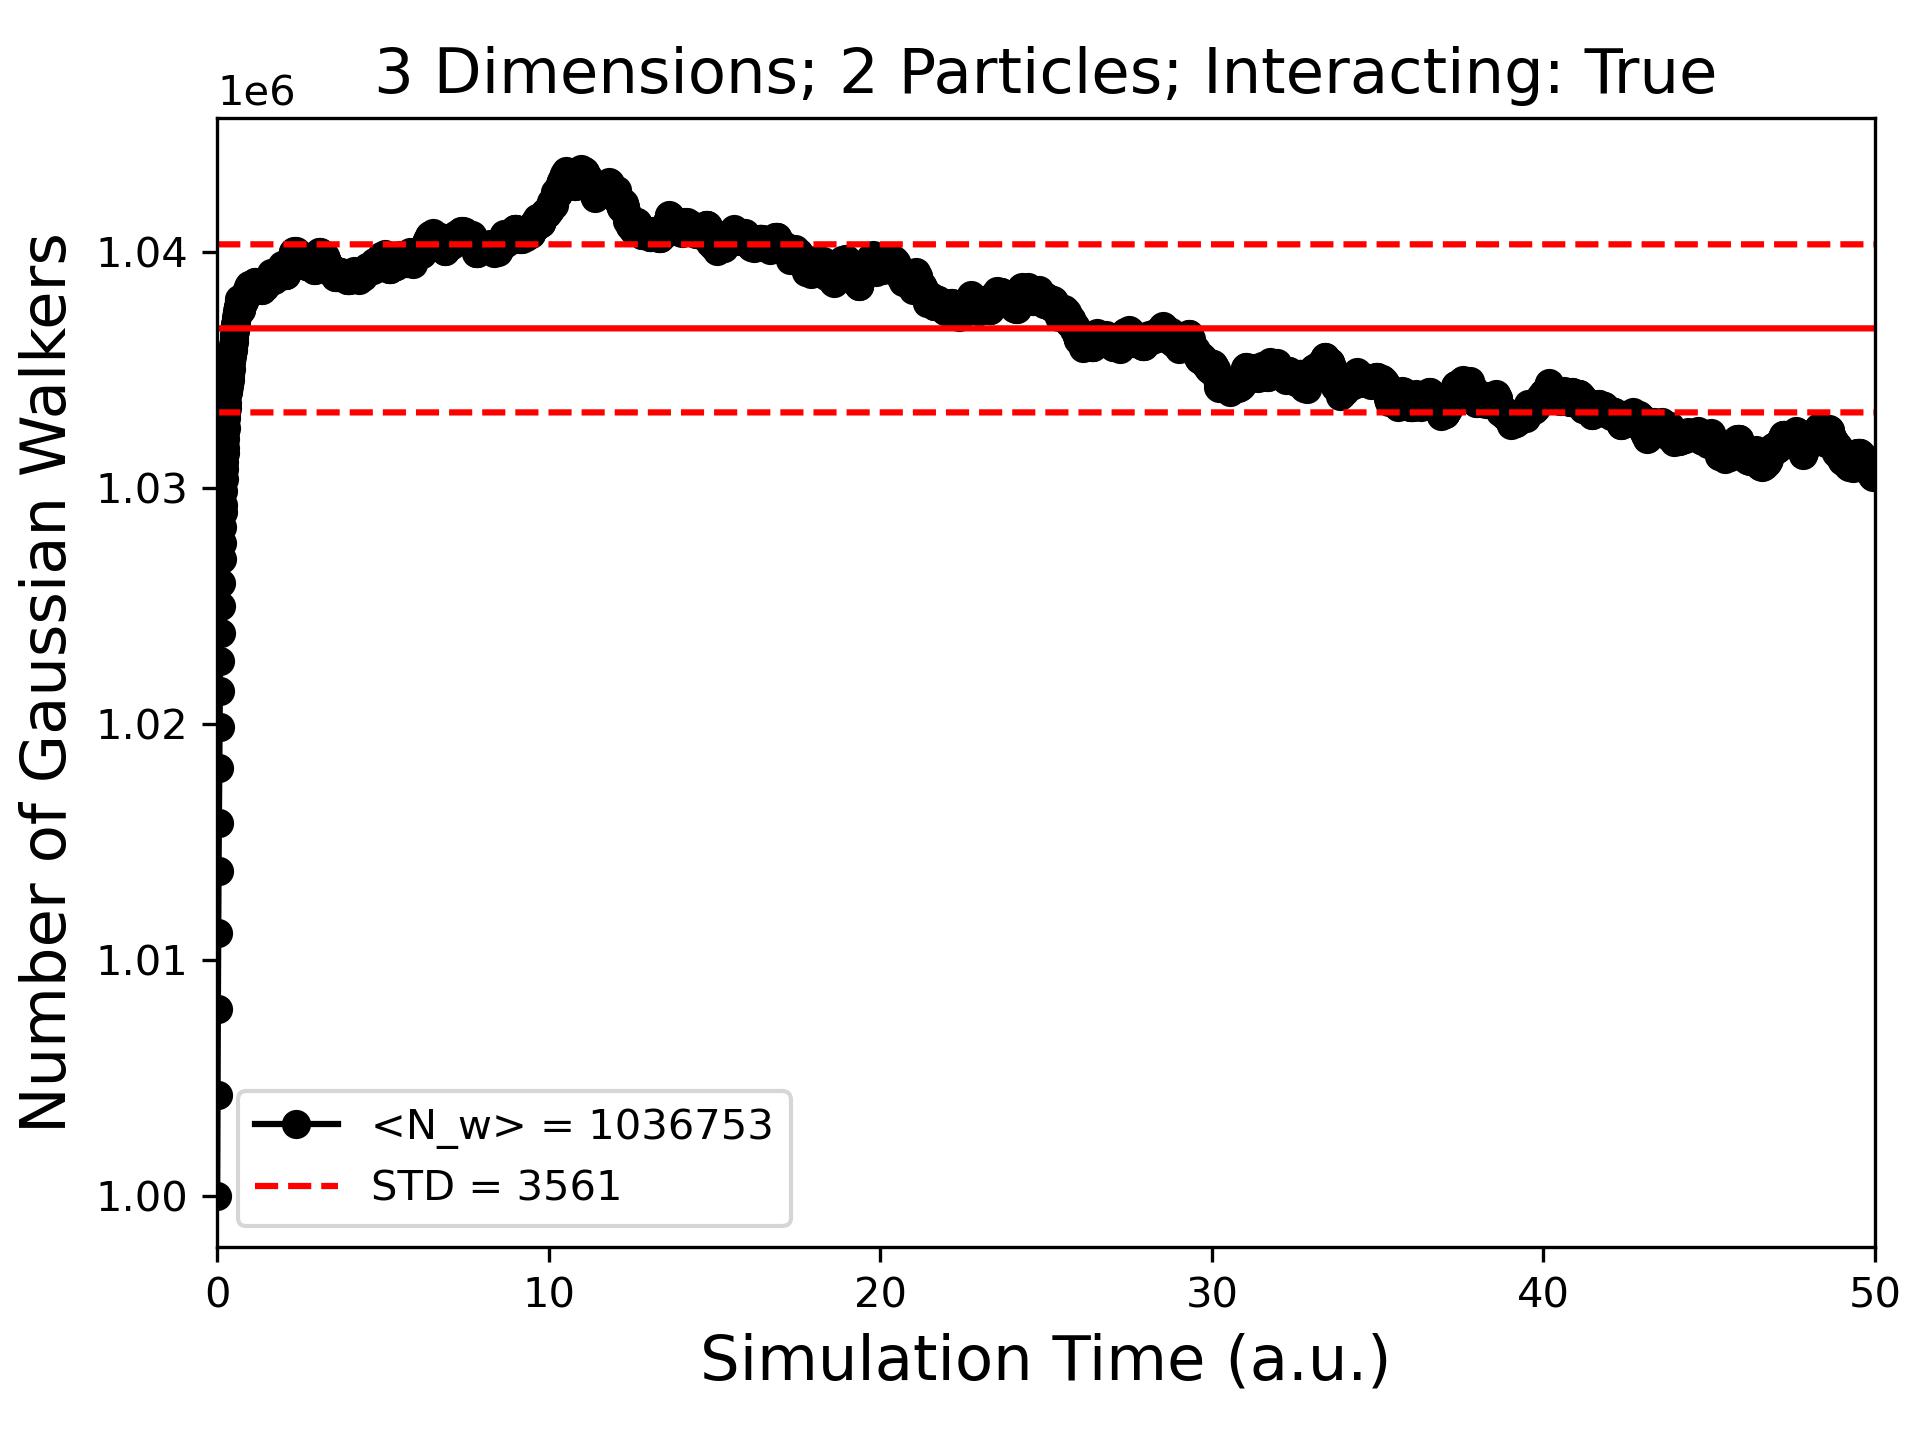 3 Dimensions; 2 Particles; Interacting: True
1e6
Number of Gaussian Walkers
1.04
1.03
1.02
1.01
1.00
<N_w> = 1036753
STD = 3561
0 10 20 30 40 50
Simulation Time (a.u.)